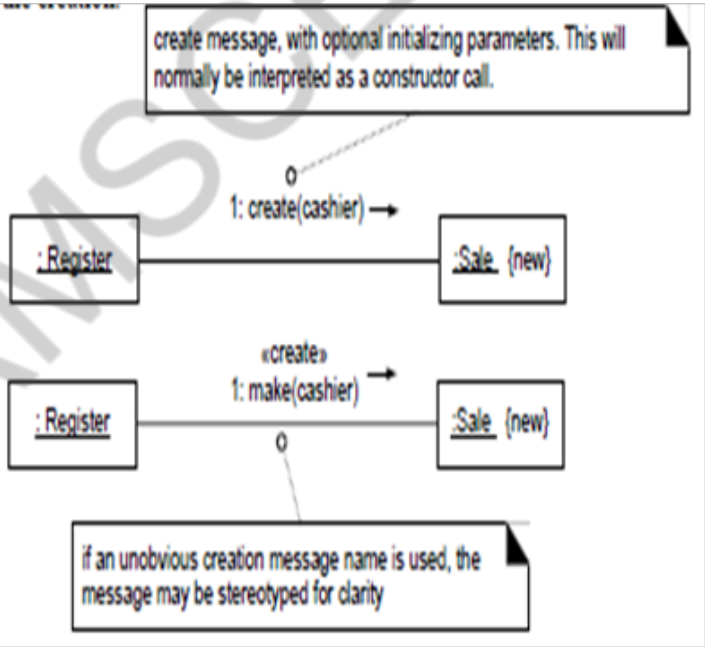 create message, with optional initializing parameters. This will
normally be interpreted as a constructor call.
1: create(cashier)
: Register
:Sale {new}
«create»
1: make(cashier)
: Register
:Sale {new}
if an unobvious creation message name is used, the
message may be stereotyped for clarity